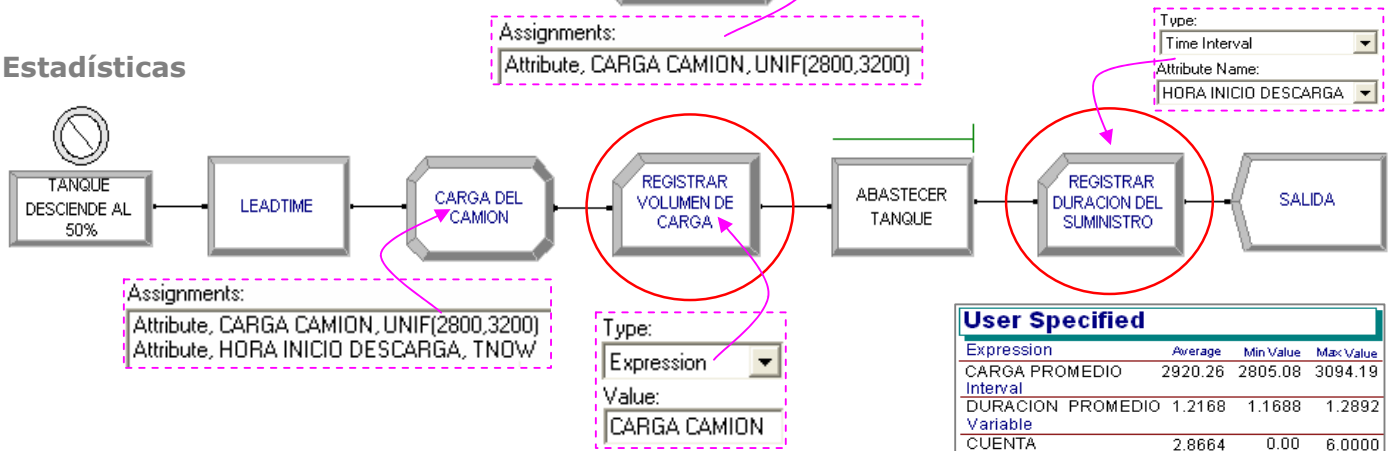 Assignments:
Attribute, CARGA CAMION, UNIF(2800,3200)
Type:
Time Interval
Attribute Name:
HORA INICIO DESCARGA
Estadísticas
TANQUE
DESCIENDE AL
50%
LEADTIME
CARGA DEL
CAMION
REGISTRAR
VOLUMEN DE
CARGA
ABASTECER
TANQUE
REGISTRAR
DURACION DEL
SUMINISTRO
SALIDA
Assignments:
Attribute, CARGA CAMION, UNIF(2800,3200)
Attribute, HORA INICIO DESCARGA, TNOW
Type:
Expression
Value:
CARGA CAMION
User Specified
Expression Average Min Value Max Value
CARGA PROMEDIO 2920.26 2805.08 3094.19
Interval
DURACION PROMEDIO 1.2168 1.1688 1.2892
Variable
CUENTA 2.8664 0.00 6.0000